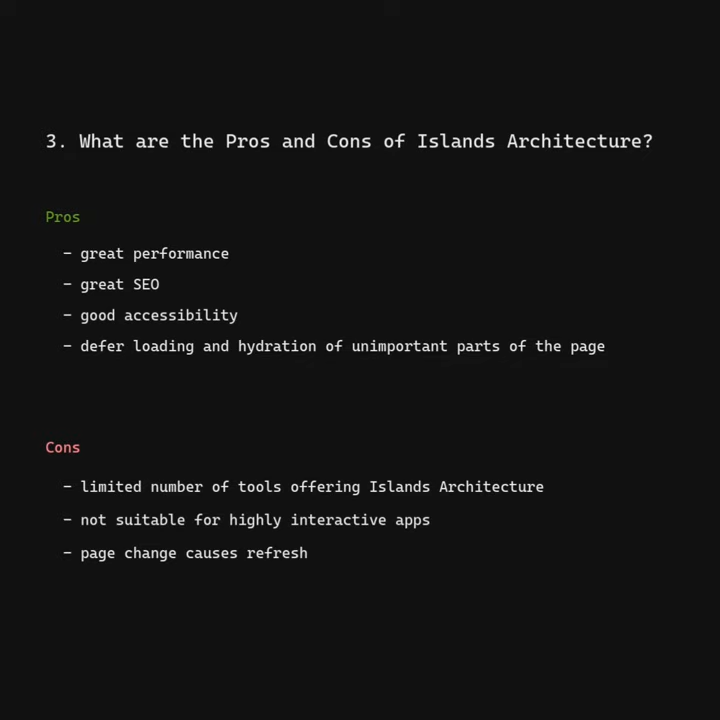 3. What are the Pros and Cons of Islands Architecture?
Pros
– great performance
– great SEO
– good accessibility
– defer loading and hydration of unimportant parts of the page
Cons
– limited number of tools offering Islands Architecture
– not suitable for highly interactive apps
– page change causes refresh